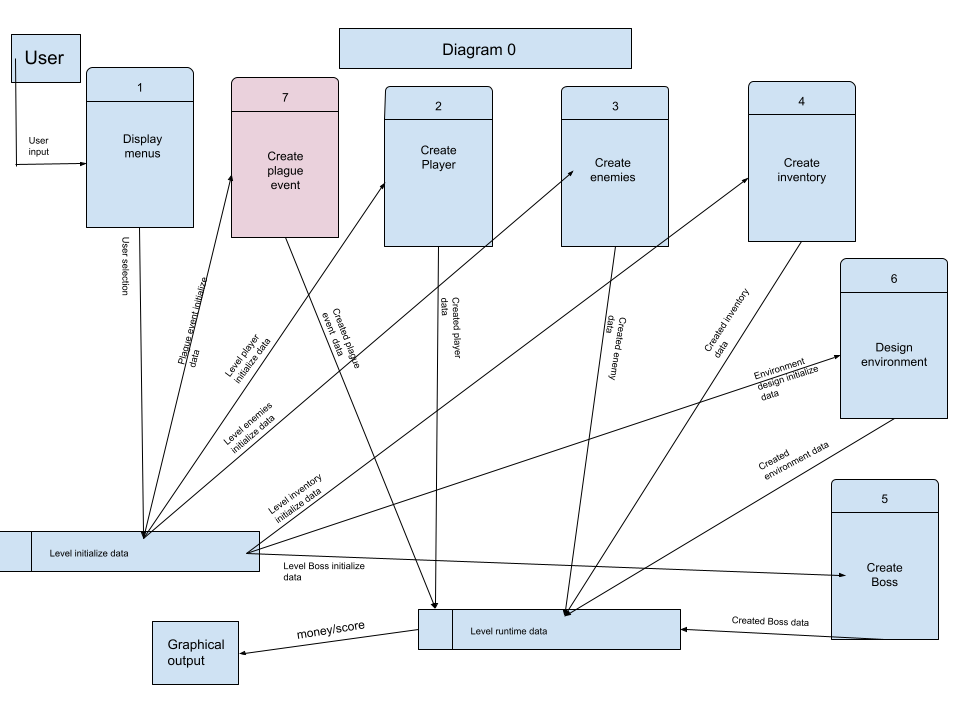 Diagram 0
User
User
input
1
Display
menus
7
Create
plague
event
2
Create
Player
3
Create
enemies
4
Create
inventory
6
Design
environment
5
Create
Boss
User selection
Plague event initialize
data
Level player
initialize data
Created plague
event  data
Created player
data
Level enemies
initialize data
Created enemy
data
Created inventory
data
Environment
design initialize
data
Created
environment data
Level inventory
initialize data
Level initialize data
Level Boss initialize
data
Level runtime data
Created Boss data
money/score
Graphical
output